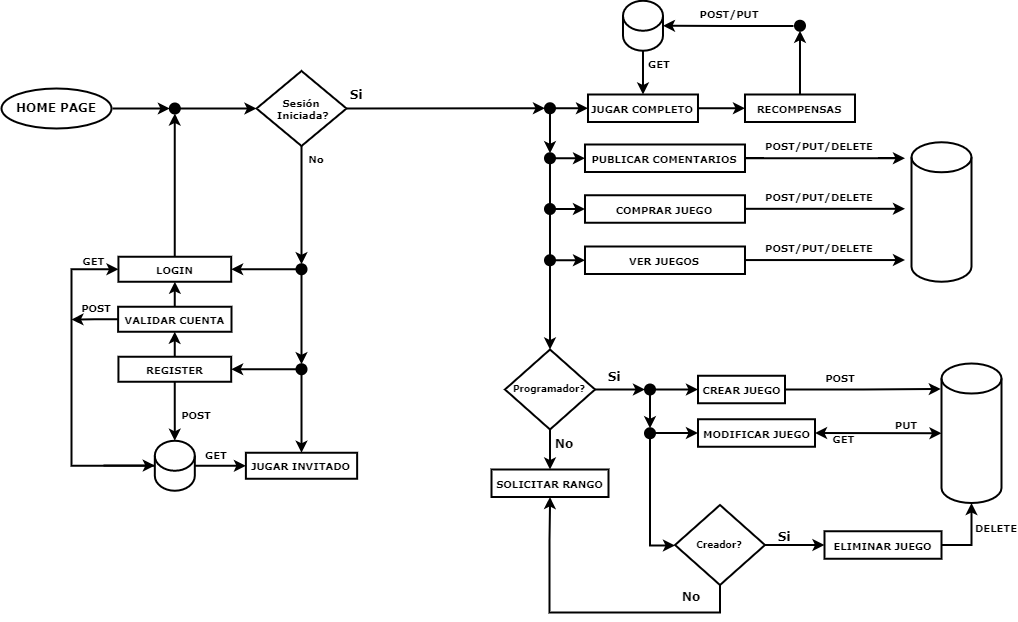 HOME PAGE
Sesión
Iniciada?
Si
No
POST/PUT
GET
JUGAR COMPLETO
RECOMPENSAS
PUBLICAR COMENTARIOS
POST/PUT/DELETE
COMPRAR JUEGO
POST/PUT/DELETE
VER JUEGOS
POST/PUT/DELETE
GET
LOGIN
POST
VALIDAR CUENTA
REGISTER
POST
GET
JUGAR INVITADO
Programador?
Si
No
CREAR JUEGO
POST
MODIFICAR JUEGO
GET
PUT
SOLICITAR RANGO
Creador?
Si
No
ELIMINAR JUEGO
DELETE